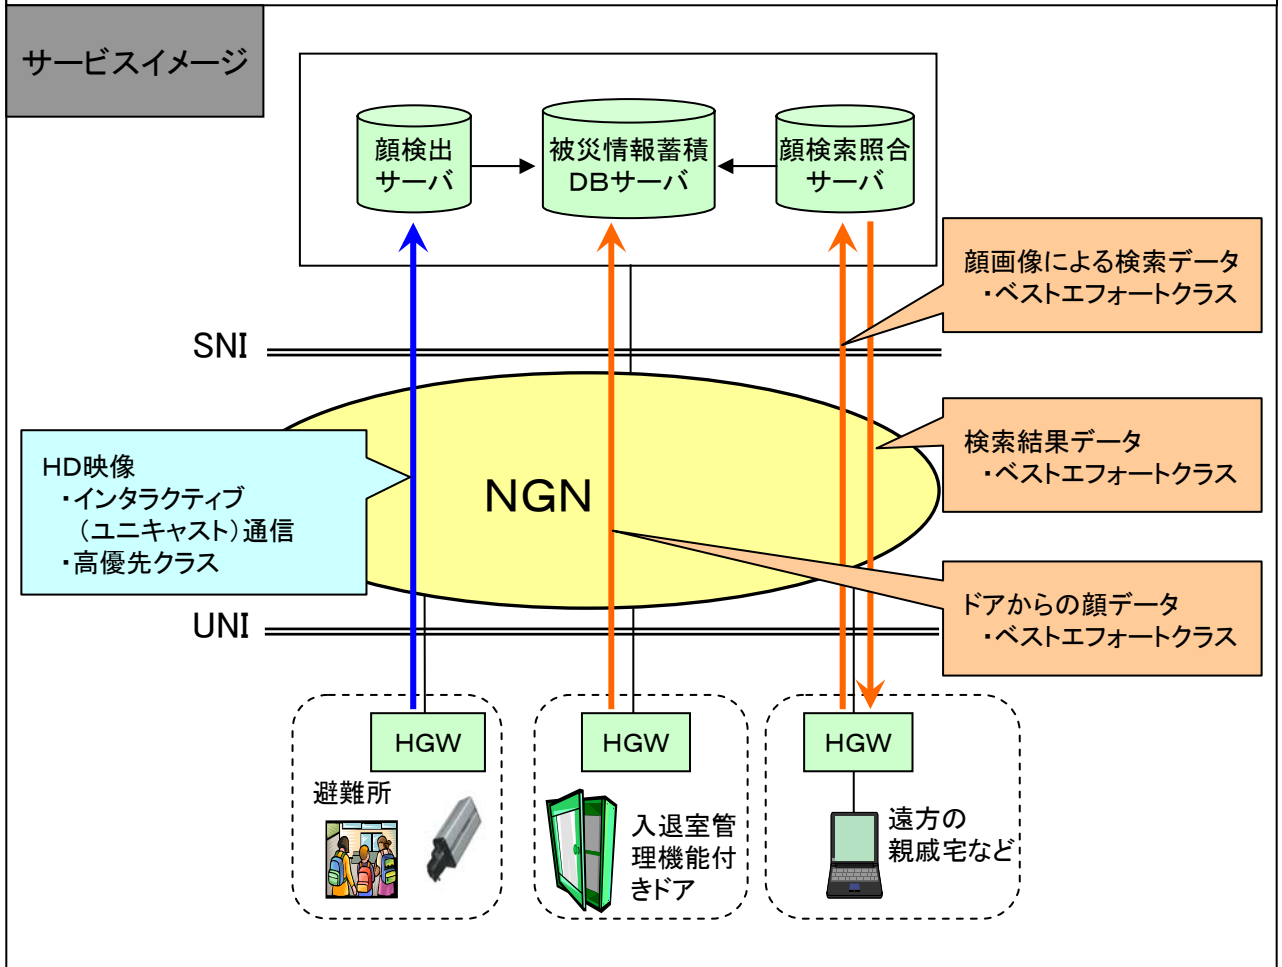 サービスイメージ
顔検出
サーバ
被災情報蓄積
DBサーバ
顔検索照合
サーバ
顔画像による検索データ
・ベストエフォートクラス
SNI
検索結果データ
・ベストエフォートクラス
HD映像
・インタラクティブ
（ユニキャスト）通信
・高優先クラス
NGN
ドアからの顔データ
・ベストエフォートクラス
UNI
HGW
HGW
HGW
避難所
入退室管
理機能付
きドア
遠方の
親戚宅など